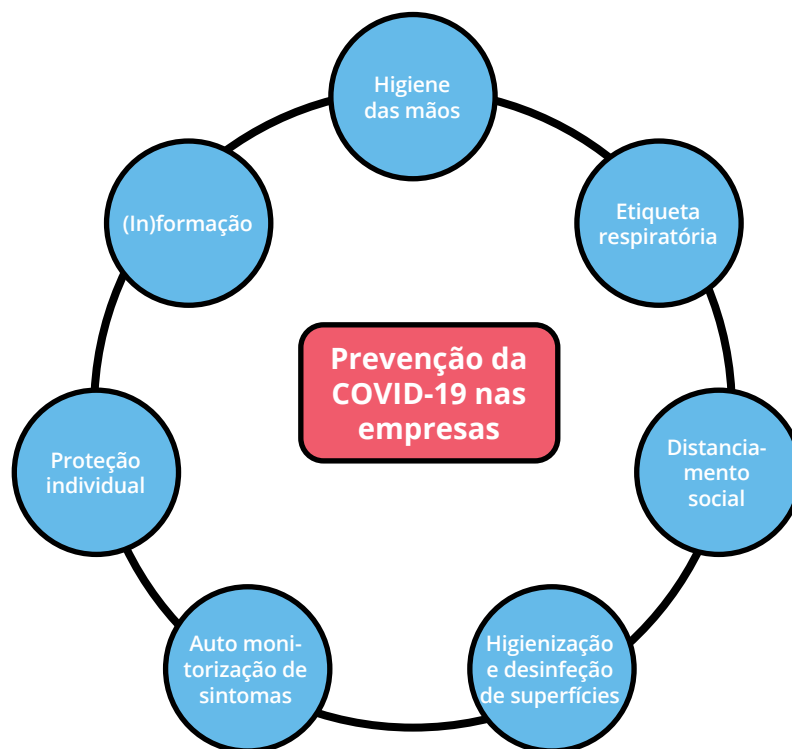 Higiene
das mãos
Etiqueta
respiratória
Distancia-
mento
social
Higienização
e desinfeção
de superfícies
Auto moni-
torização de
sintomas
Proteção
individual
(In)formação
Prevenção da
COVID-19 nas
empresas